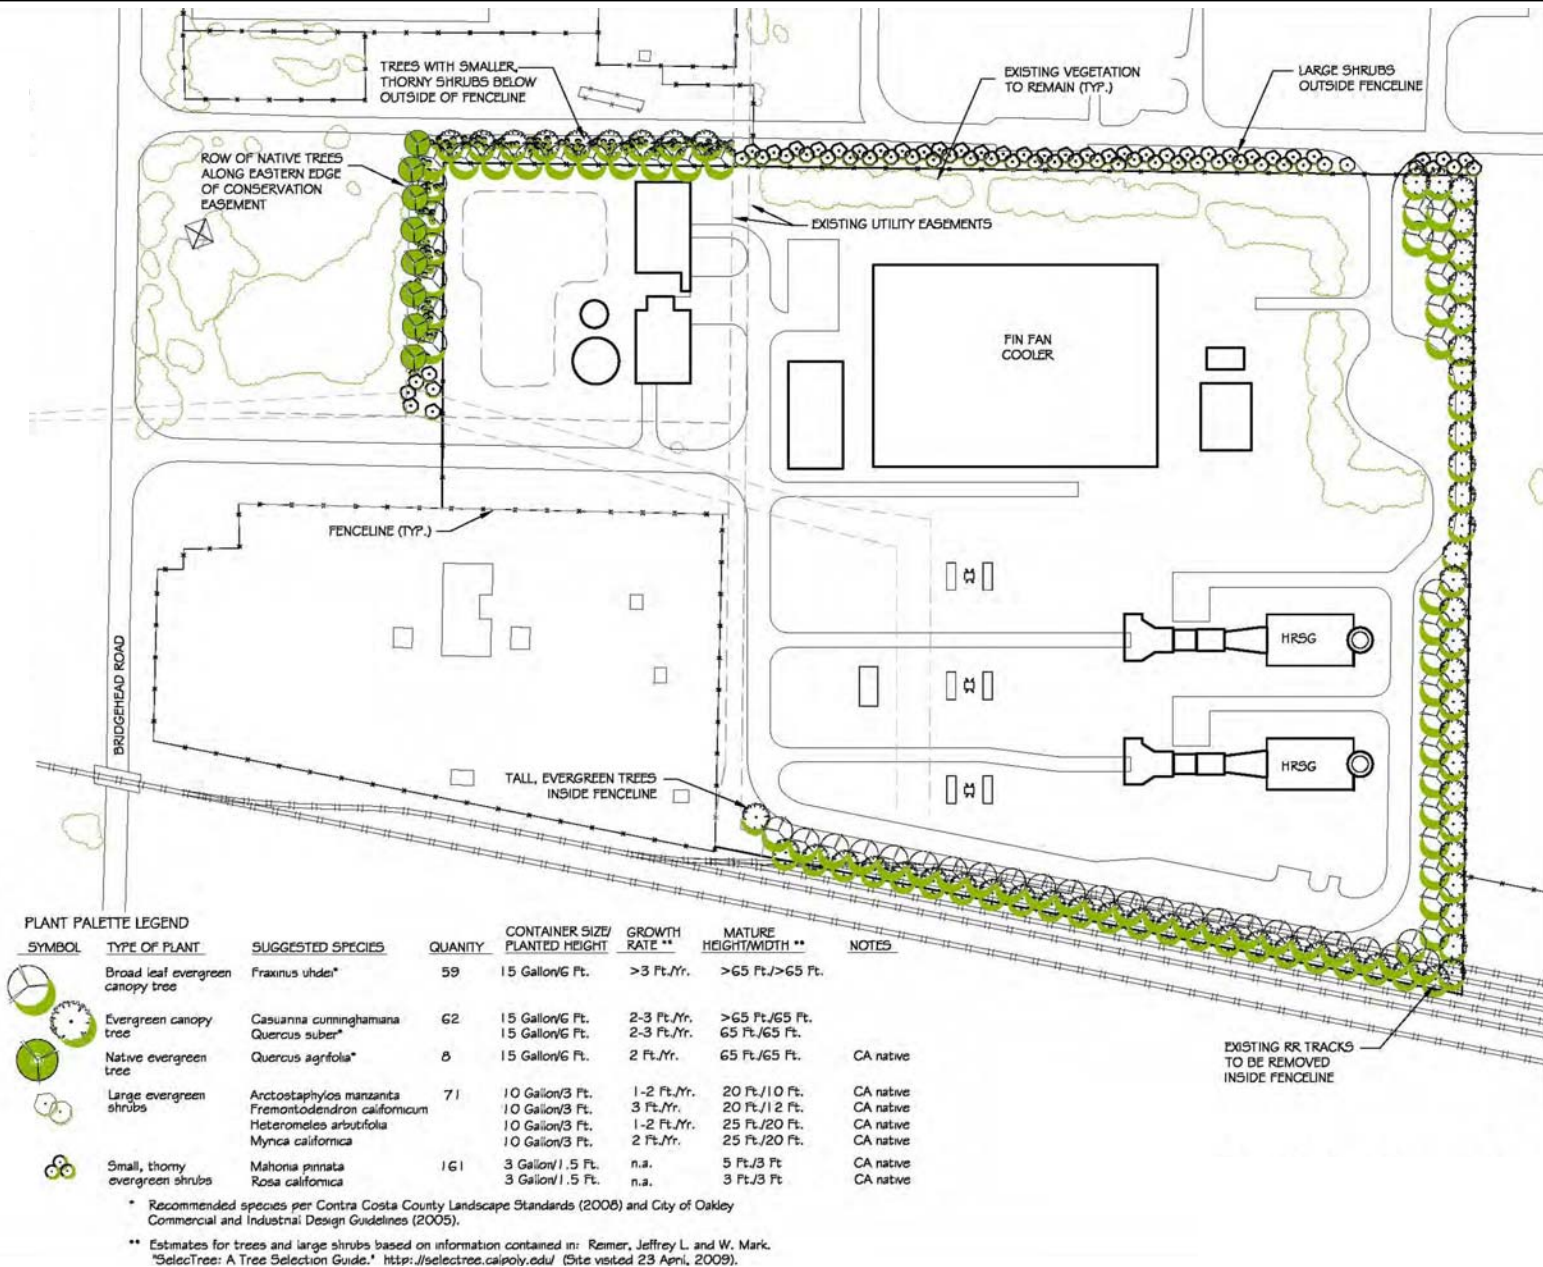 TREES WITH SMALLER,
THORNY SHRUBS BELOW
OUTSIDE OF FENCELINE
EXISTING VEGETATION
TO REMAIN (TYP.)
LARGE SHRUBS
OUTSIDE FENCELINE
ROW OF NATIVE TREES
ALONG EASTERN EDGE
OF CONSERVATION
EASEMENT
EXISTING UTILITY EASEMENTS
FIN FAN
COOLER
FENCELINE (TYP.)
BRIDGEHEAD ROAD
HRSG
HRSG
TALL, EVERGREEN TREES
INSIDE FENCELINE
EXISTING RR TRACKS
TO BE REMOVED
INSIDE FENCELINE
PLANT PALETTE LEGEND
SYMBOL TYPE OF PLANT SUGGESTED SPECIES QUANITY CONTAINER SIZE/ PLANTED HEIGHT GROWTH RATE ** MATURE HEIGHT/WIDTH ** NOTES
Broad leaf evergreen Fraxinus uhdei* 59 15 Gallon/6 Ft. >3 Ft./Yr. >65 Ft./>65 Ft.
canopy tree
Evergreen canopy Casuarina cunninghamiana 62 15 Gallon/6 Ft. 2-3 Ft./Yr. >65 Ft./65 Ft.
tree Quercus suber* 15 Gallon/6 Ft. 2-3 Ft./Yr. 65 Ft./65 Ft.
Native evergreen Quercus agrifolia* 8 15 Gallon/6 Ft. 2 Ft./Yr. 65 Ft./65 Ft. CA native
tree
Large evergreen Arctostaphylos manzanita 71 10 Gallon/3 Ft. 1-2 Ft./Yr. 20 Ft./10 Ft. CA native
shrubs Fremontodendron californicum 10 Gallon/3 Ft. 3 Ft./Yr. 20 Ft./12 Ft. CA native
Heteromeles arbutifolia 10 Gallon/3 Ft. 1-2 Ft./Yr. 25 Ft./20 Ft. CA native
Myrica californica 10 Gallon/3 Ft. 2 Ft./Yr. 25 Ft./20 Ft. CA native
Small, thorny Mahonia pinnata 161 3 Gallon/1.5 Ft. n.a. 5 Ft./3 Ft CA native
evergreen shrubs Rosa californica 3 Gallon/1.5 Ft. n.a. 3 Ft./3 Ft CA native
* Recommended species per Contra Costa County Landscape Standards (2008) and City of Oakley
Commercial and Industrial Design Guidelines (2005).
** Estimates for trees and large shrubs based on information contained in: Reimer, Jeffrey L. and W. Mark.
"SelecTree: A Tree Selection Guide." http://selectree.calpoly.edu/ (Site visited 23 April, 2009).